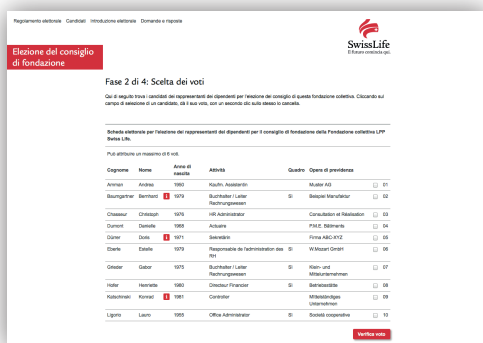 Regolamento elettorale Candidati Introduzione elettorale Domande e risposte
SwissLife
Il futuro comincia qui.
Elezione del consiglio
di fondazione
Fase 2 di 4: Scelta dei voti
Qui di seguito trova i candidati dei rappresentanti dei dipendenti per l'elezione del consiglio di questa fondazione collettiva. Cliccando sul
campo di selezione di un candidato, dà il suo voto, con un secondo clic sullo stesso lo cancella.
Scheda elettorale per l'elezione dei rappresentanti dei dipendenti per il consiglio di fondazione della Fondazione collettiva LPP
Swiss Life.
Può attribuire un massimo di 6 voti.
Cognome Nome Anno di nascita Attività Quadro Opera di previdenza
Ammon Andrea 1960 Kaufm. Assistentin Muster AG 01
Baumgartner Bernhard i 1979 Buchhalter / Leiter Rechnungswesen Sì Beispiel Manufaktur 02
Chasseur Christoph 1976 HR Administrator Consultation et Réalisation 03
Dumont Danielle 1968 Actuaire P.M.E. Bâtiments 04
Dürrer Doris i 1971 Sekretärin Firma ABC-XYZ 05
Eberle Estelle 1979 Responsable de l'administration des RH Sì W.Mozart GmbH 06
Grieder Gabor 1975 Buchhalter / Leiter Rechnungswesen Sì Klein- und Mittelunternehmen 07
Hofer Henriette 1980 Directeur Financier Sì Betriebsstätte 08
Katschinski Konrad i 1981 Controller Mittelständiges Unternehmen 09
Ligorio Lauro 1955 Office Administrator Sì Società cooperative 10
Verifica voto